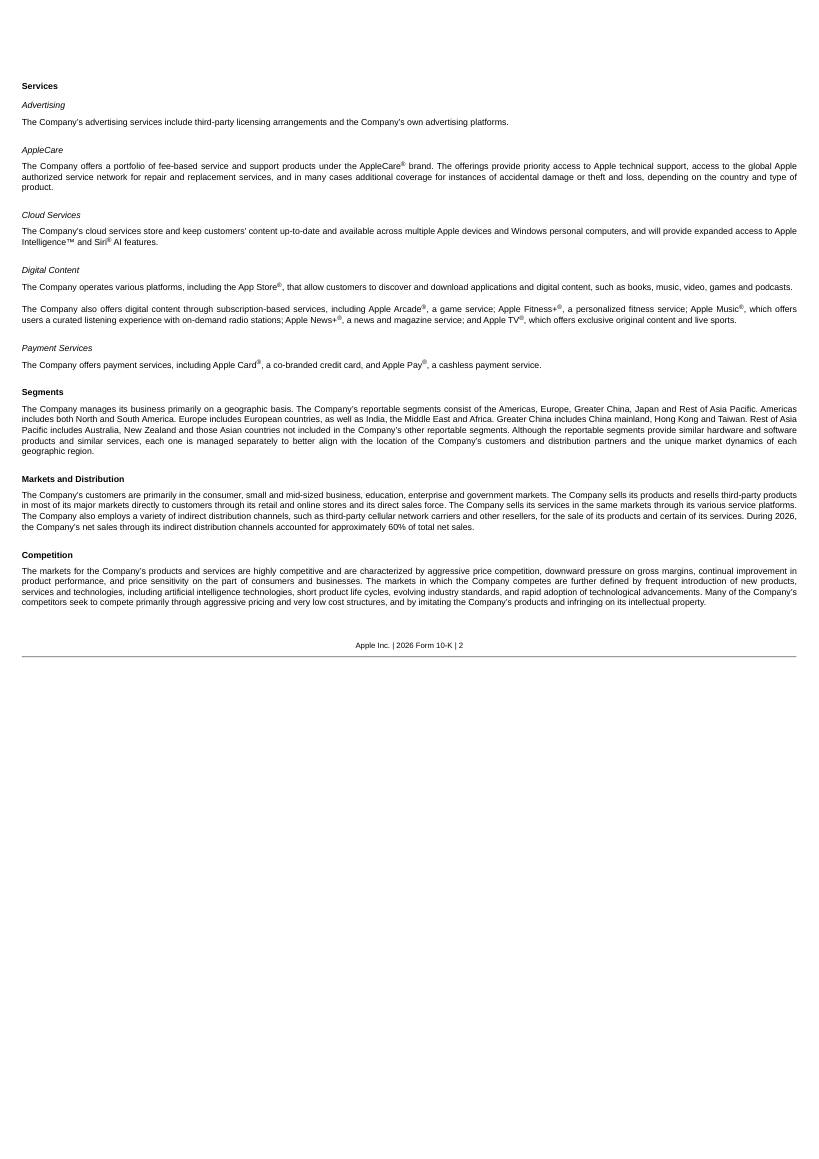 Services
Advertising
The Company's advertising services include third-party licensing arrangements and the Company's own advertising platforms.
AppleCare
The Company offers a portfolio of fee-based service and support products under the AppleCare® brand. The offerings provide priority access to Apple technical support, access to the global Apple
authorized service network for repair and replacement services, and in many cases additional coverage for instances of accidental damage or theft and loss, depending on the country and type of
product.
Cloud Services
The Company's cloud services store and keep customers' content up-to-date and available across multiple Apple devices and Windows personal computers, and will provide expanded access to Apple
Intelligence™ and Siri® AI features.
Digital Content
The Company operates various platforms, including the App Store®, that allow customers to discover and download applications and digital content, such as books, music, video, games and podcasts.
The Company also offers digital content through subscription-based services, including Apple Arcade®, a game service; Apple Fitness+®, a personalized fitness service; Apple Music®, which offers
users a curated listening experience with on-demand radio stations; Apple News+®, a news and magazine service; and Apple TV®, which offers exclusive original content and live sports.
Payment Services
The Company offers payment services, including Apple Card®, a co-branded credit card, and Apple Pay®, a cashless payment service.
Segments
The Company manages its business primarily on a geographic basis. The Company's reportable segments consist of the Americas, Europe, Greater China, Japan and Rest of Asia Pacific. Americas
includes both North and South America. Europe includes European countries, as well as India, the Middle East and Africa. Greater China includes China mainland, Hong Kong and Taiwan. Rest of Asia
Pacific includes Australia, New Zealand and those Asian countries not included in the Company's other reportable segments. Although the reportable segments provide similar hardware and software
products and similar services, each one is managed separately to better align with the location of the Company's customers and distribution partners and the unique market dynamics of each
geographic region.
Markets and Distribution
The Company's customers are primarily in the consumer, small and mid-sized business, education, enterprise and government markets. The Company sells its products and resells third-party products
in most of its major markets directly to customers through its retail and online stores and its direct sales force. The Company sells its services in the same markets through its various service platforms.
The Company also employs a variety of indirect distribution channels, such as third-party cellular network carriers and other resellers, for the sale of its products and certain of its services. During 2026,
the Company's net sales through its indirect distribution channels accounted for approximately 60% of total net sales.
Competition
The markets for the Company's products and services are highly competitive and are characterized by aggressive price competition, downward pressure on gross margins, continual improvement in
product performance, and price sensitivity on the part of consumers and businesses. The markets in which the Company competes are further defined by frequent introduction of new products,
services and technologies, including artificial intelligence technologies, short product life cycles, evolving industry standards, and rapid adoption of technological advancements. Many of the Company's
competitors seek to compete primarily through aggressive pricing and very low cost structures, and by imitating the Company's products and infringing on its intellectual property.
Apple Inc. | 2026 Form 10-K | 2